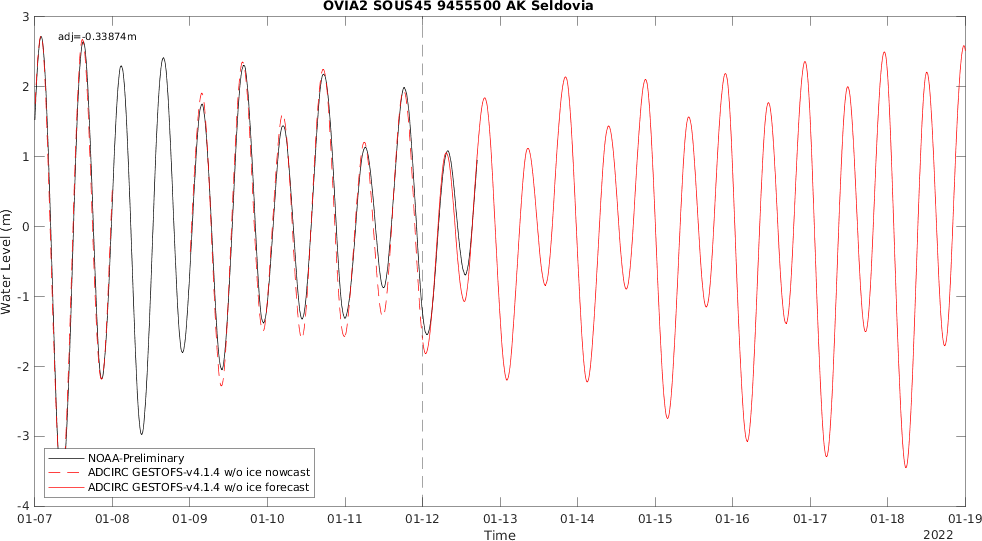 OVIA2 SOUS45 9455500 AK Seldovia
adj=-0.33874m
3
2
1
0
-1
-2
-3
-4
Water Level (m)
NOAA-Preliminary
ADCIRC GESTOFS-v4.1.4 w/o ice nowcast
ADCIRC GESTOFS-v4.1.4 w/o ice forecast
01-07 01-08 01-09 01-10 01-11 01-12 01-13 01-14 01-15 01-16 01-17 01-18 01-19
Time
2022